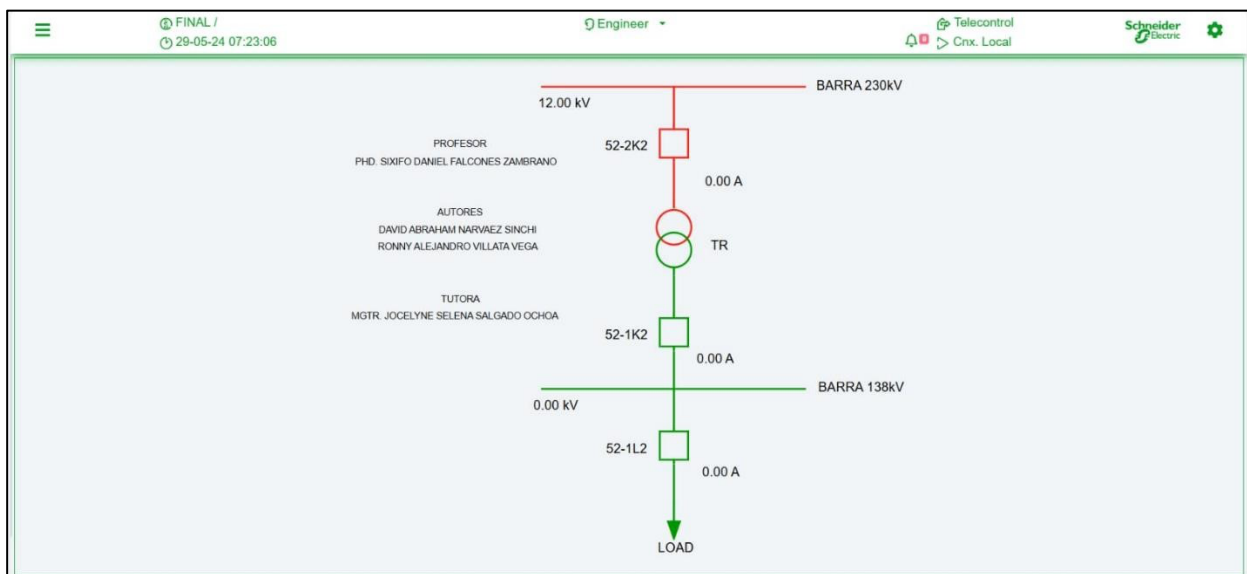 FINAL /
29-05-24 07:23:06
Engineer
Telecontrol
0
Cnx. Local
Schneider
Electric
BARRA 230kV
12.00 kV
PROFESOR
PHD. SIXIFO DANIEL FALCONES ZAMBRANO
52-2K2
0.00 A
AUTORES
DAVID ABRAHAM NARVAEZ SINCHI
RONNY ALEJANDRO VILLATA VEGA
TR
TUTORA
MGTR. JOCELYNE SELENA SALGADO OCHOA
52-1K2
0.00 A
BARRA 138kV
0.00 kV
52-1L2
0.00 A
LOAD